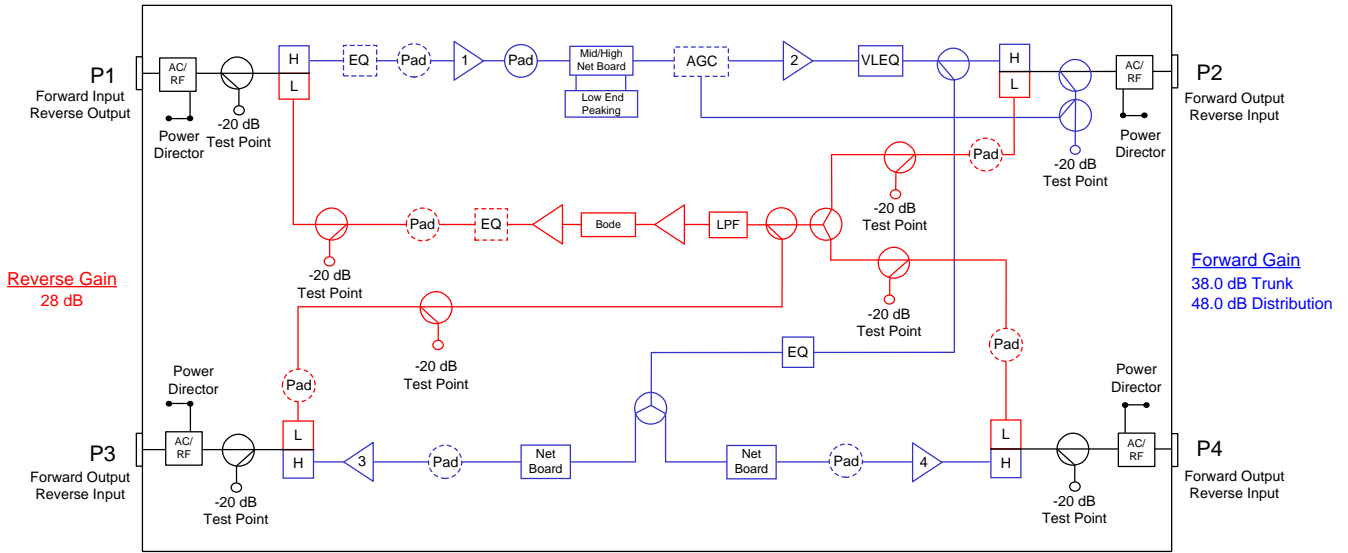 P1
Forward Input
Reverse Output
AC/
RF
Power
Director
-20 dB
Test Point
H
L
EQ
Pad
1
Pad
Mid/High
Net Board
Low End
Peaking
AGC
2
VLEQ
H
L
-20 dB
Test Point
AC/
RF
Power
Director
P2
Forward Output
Reverse Input
Pad
-20 dB
Test Point
-20 dB
Test Point
Pad
EQ
Bode
LPF
-20 dB
Test Point
Reverse Gain
28 dB
Forward Gain
38.0 dB Trunk
48.0 dB Distribution
-20 dB
Test Point
Pad
EQ
Pad
Power
Director
P3
Forward Output
Reverse Input
AC/
RF
-20 dB
Test Point
L
H
3
Pad
Net
Board
Net
Board
Pad
4
L
H
-20 dB
Test Point
Power
Director
AC/
RF
P4
Forward Output
Reverse Input